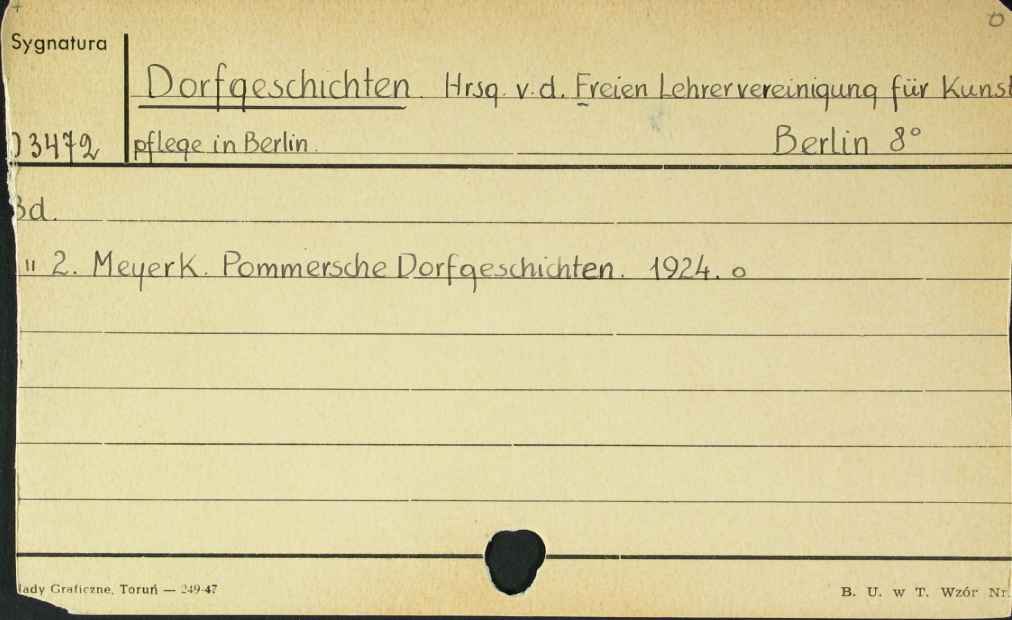 Sygnatura
Dorfgeschichten. Hrsg. v. d. Freien Lehrervereinigung für Kunst
3472 pflege in Berlin. Berlin 8°
Bd.
" 2. Meyer K. Pommersche Dorfgeschichten. 1924. o
łady Graficzne, Toruń — 249-47
B. U. w T. Wzór Nr.